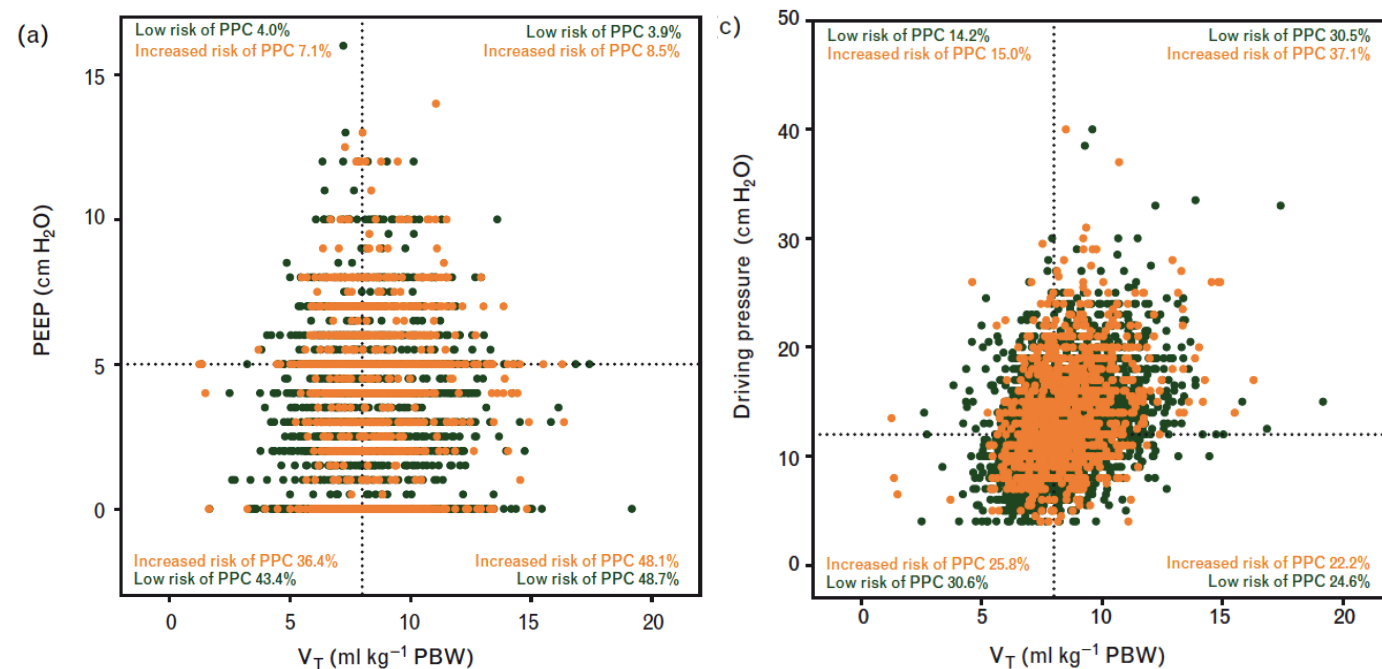 (a)
Low risk of PPC 4.0%
Increased risk of PPC 7.1%
Low risk of PPC 3.9%
Increased risk of PPC 8.5%
15
10
5
0
PEEP (cm H₂O)
Increased risk of PPC 36.4%
Low risk of PPC 43.4%
Increased risk of PPC 48.1%
Low risk of PPC 48.7%
0 5 10 15 20
V_T (ml kg⁻¹ PBW)
c)
Low risk of PPC 14.2%
Increased risk of PPC 15.0%
Low risk of PPC 30.5%
Increased risk of PPC 37.1%
50
40
30
20
10
0
Driving pressure (cm H₂O)
Increased risk of PPC 25.8%
Low risk of PPC 30.6%
Increased risk of PPC 22.2%
Low risk of PPC 24.6%
0 5 10 15 20
V_T (ml kg⁻¹ PBW)